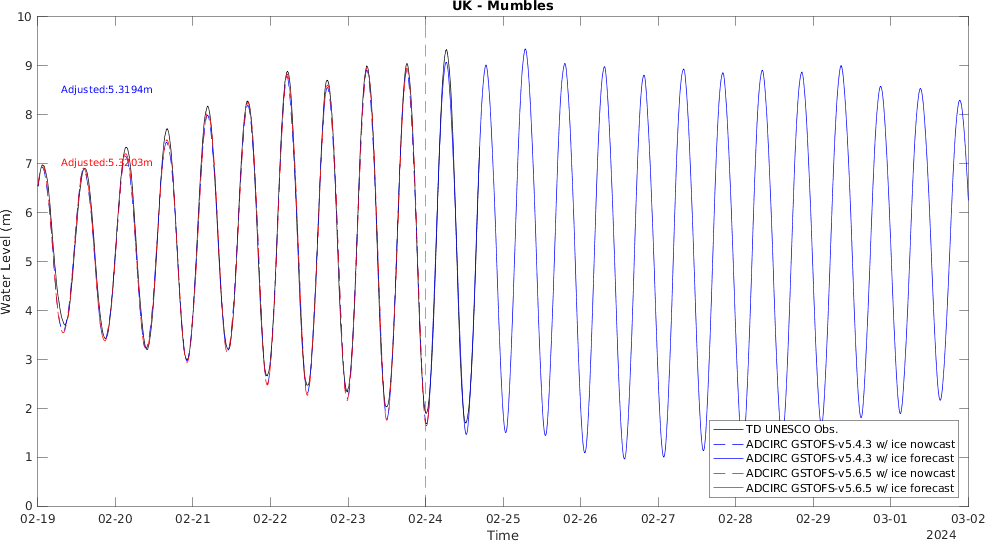 UK - Mumbles
10
9
8
7
6
5
4
3
2
1
0
Water Level (m)
Adjusted:5.3194m
Adjusted:5.3203m
TD UNESCO Obs.
ADCIRC GSTOFS-v5.4.3 w/ ice nowcast
ADCIRC GSTOFS-v5.4.3 w/ ice forecast
ADCIRC GSTOFS-v5.6.5 w/ ice nowcast
ADCIRC GSTOFS-v5.6.5 w/ ice forecast
02-19 02-20 02-21 02-22 02-23 02-24 02-25 02-26 02-27 02-28 02-29 03-01 03-02
Time
2024